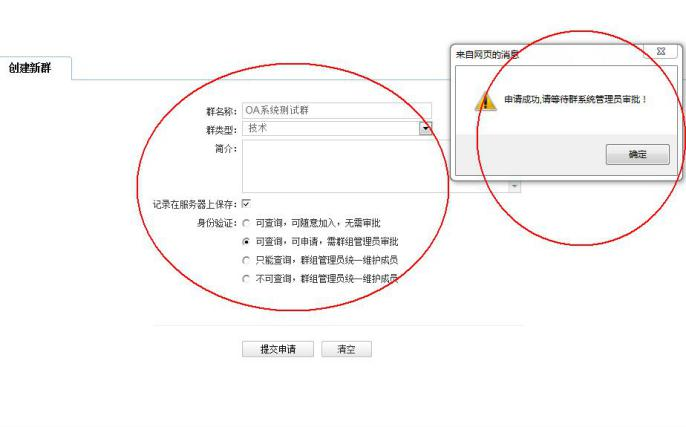 创建新群
来自网页的消息
申请成功,请等待群系统管理员审批！
确定
群名称：OA系统测试群
群类型：技术
简介：
记录在服务器上保存：
身份验证：
可查询，可随意加入，无需审批
可查询，可申请，需群组管理员审批
只能查询，群组管理员统一维护成员
不可查询，群组管理员统一维护成员
提交申请 清空